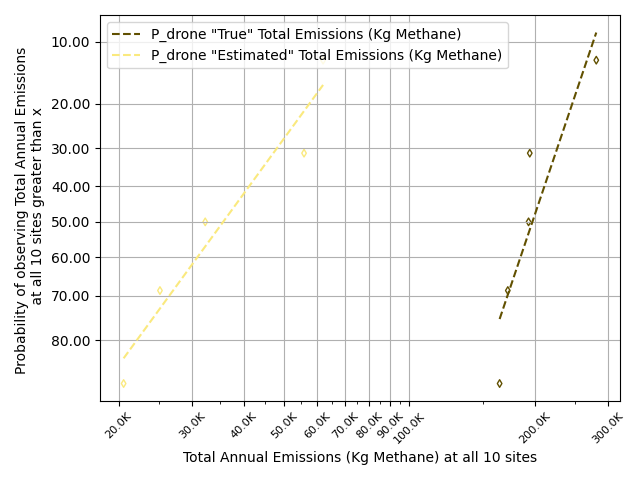 P_drone "True" Total Emissions (Kg Methane)
P_drone "Estimated" Total Emissions (Kg Methane)
Probability of observing Total Annual Emissions
at all 10 sites greater than x
10.00
20.00
30.00
40.00
50.00
60.00
70.00
80.00
20.0K
30.0K
40.0K
50.0K
60.0K
70.0K
80.0K
90.0K
100.0K
200.0K
300.0K
Total Annual Emissions (Kg Methane) at all 10 sites